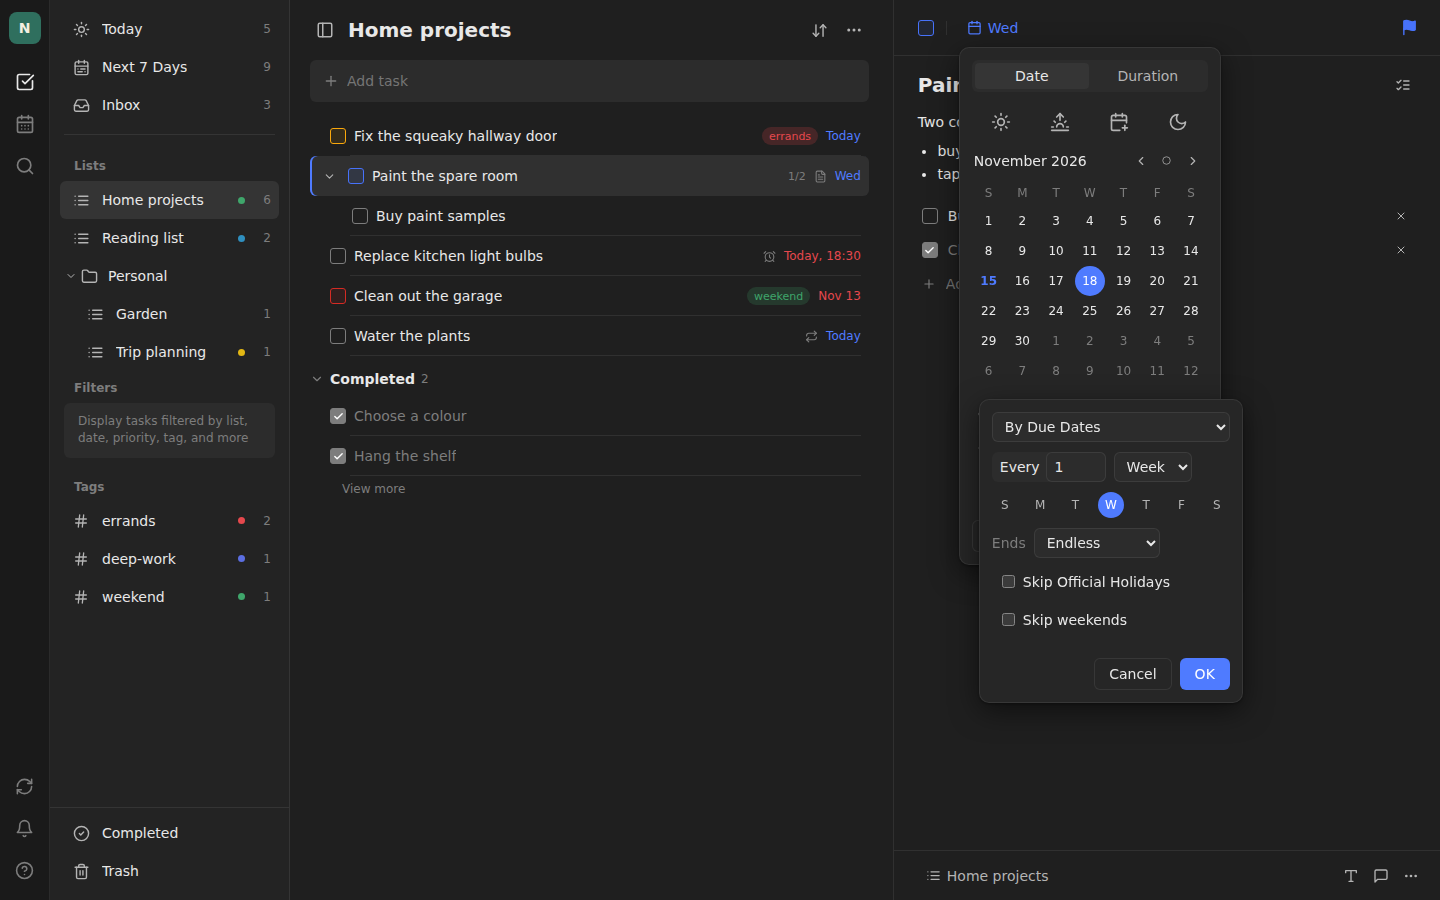 N
Today 5
Next 7 Days 9
Inbox 3
Lists
Home projects 6
Reading list 2
Personal
Garden 1
Trip planning 1
Filters
Display tasks filtered by list,
date, priority, tag, and more
Tags
errands 2
deep-work 1
weekend 1
Completed
Trash
Home projects
Add task
Fix the squeaky hallway door errands Today
Paint the spare room 1/2 Wed
Buy paint samples
Replace kitchen light bulbs Today, 18:30
Clean out the garage weekend Nov 13
Water the plants Today
Completed 2
Choose a colour
Hang the shelf
View more
Wed
Two
buy
tap
Date Duration
November 2026
S M T W T F S
1 2 3 4 5 6 7
8 9 10 11 12 13 14
15 16 17 18 19 20 21
22 23 24 25 26 27 28
29 30 1 2 3 4 5
6 7 8 9 10 11 12
By Due Dates
Every 1 Week
S M T W T F S
Ends Endless
Skip Official Holidays
Skip weekends
Cancel OK
Home projects